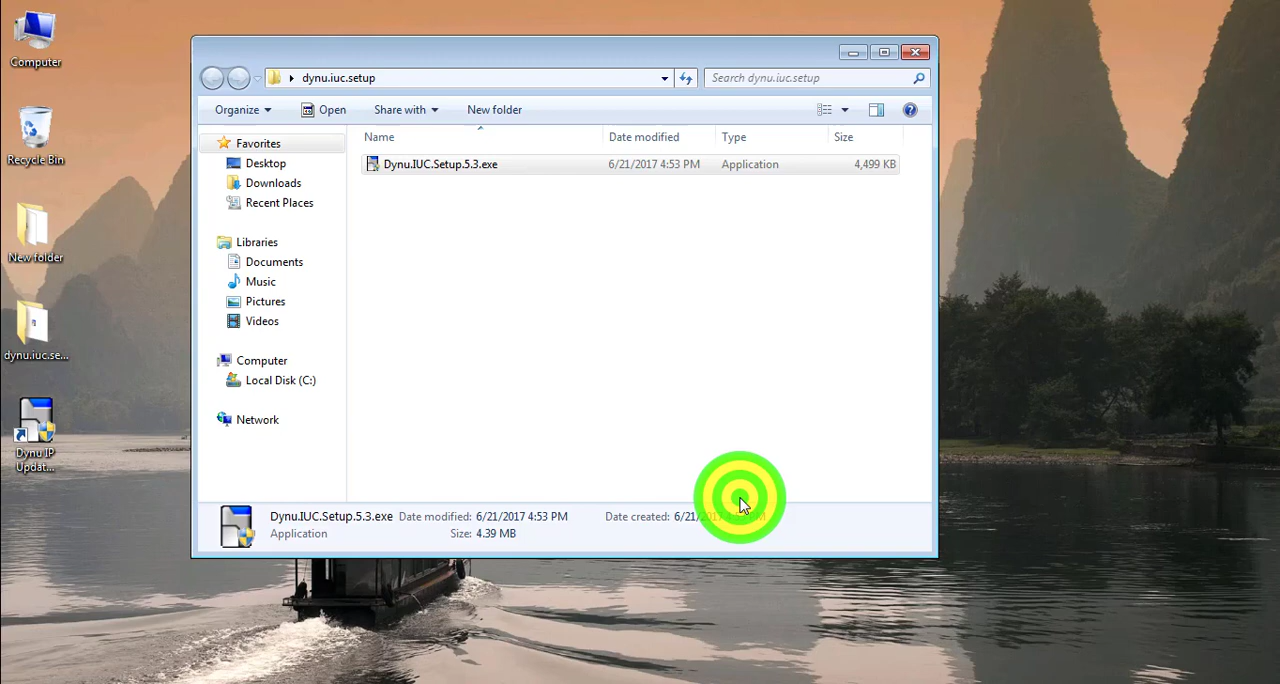 Computer
Recycle Bin
New folder
dynu.iuc.se...
Dynu IP
Updat...
dynu.iuc.setup
Search dynu.iuc.setup
Organize
Open
Share with
New folder
Favorites
Desktop
Downloads
Recent Places
Libraries
Documents
Music
Pictures
Videos
Computer
Local Disk (C:)
Network
Name Date modified Type Size
Dynu.IUC.Setup.5.3.exe 6/21/2017 4:53 PM Application 4,499 KB
Dynu.IUC.Setup.5.3.exe Date modified: 6/21/2017 4:53 PM Date created:
Application Size: 4.39 MB